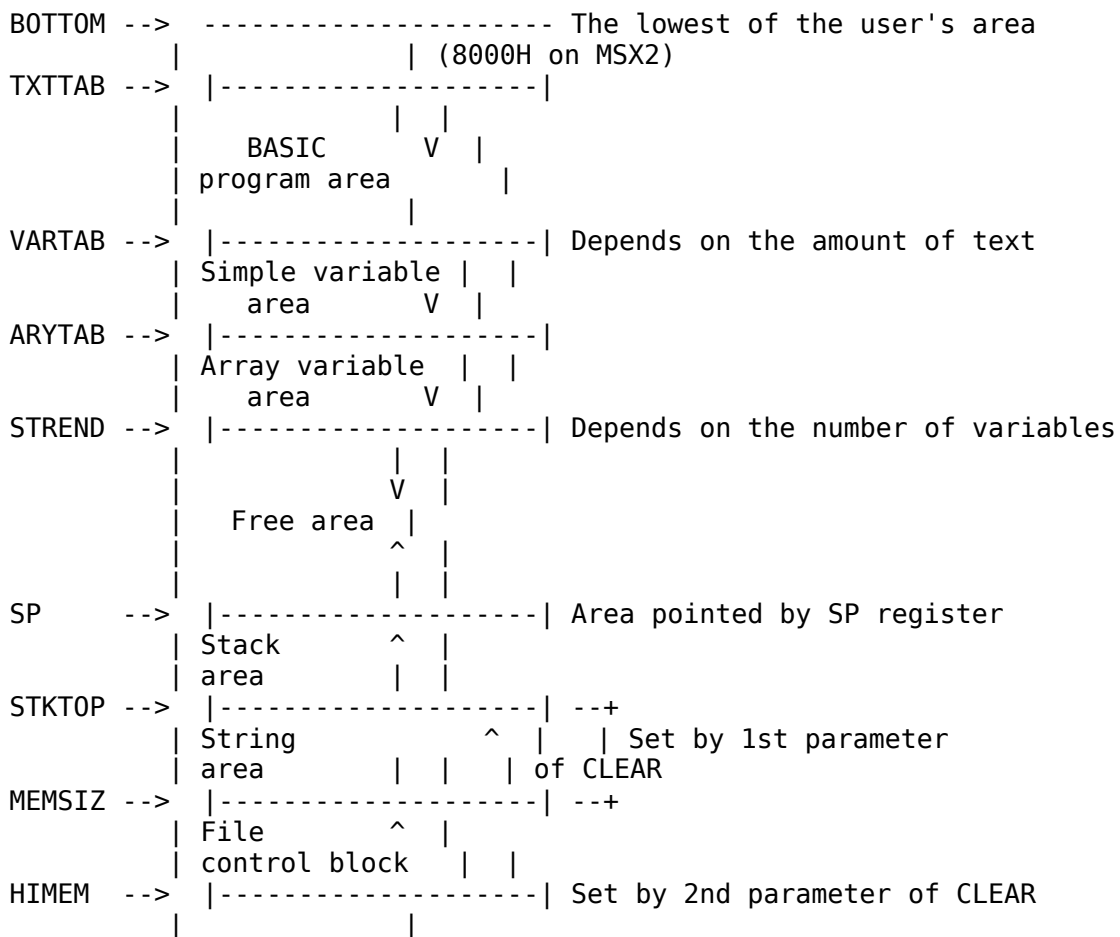 BOTTOM -->  ---------------------- The lowest of the user's area
           |               | (8000H on MSX2)
TXTTAB -->  |--------------------|
           |              |  |
           |    BASIC      V  |
           | program area       |
           |               |
VARTAB -->  |--------------------| Depends on the amount of text
           | Simple variable |  |
           |    area      V  |
ARYTAB -->  |--------------------|
           | Array variable  |  |
           |    area      V  |
STREND -->  |--------------------| Depends on the number of variables
           |              |  |
           |              V  |
           |   Free area  |
           |              ^  |
           |              |  |
SP     -->  |--------------------| Area pointed by SP register
           | Stack       ^  |
           | area        |  |
STKTOP -->  |--------------------| --+
           | String            ^  |   | Set by 1st parameter
           | area        |  |   | of CLEAR
MEMSIZ -->  |--------------------| --+
           | File       ^  |
           | control block   |  |
HIMEM  -->  |--------------------| Set by 2nd parameter of CLEAR
           |               |